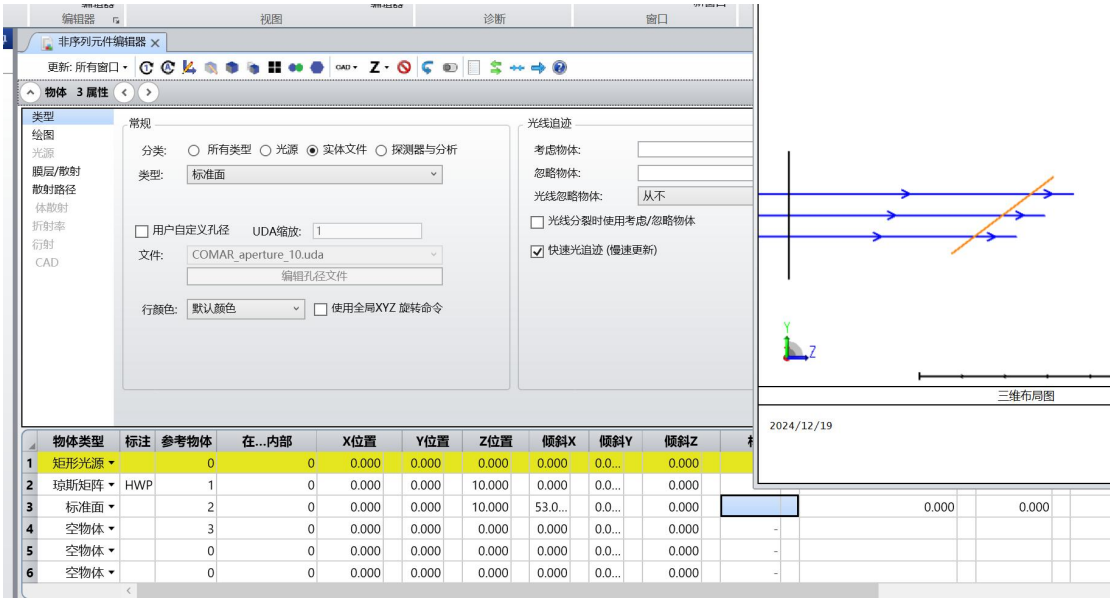 编辑器
视图
诊断
窗口
非序列元件编辑器
更新: 所有窗口
CAD
Z
物体 3 属性
类型
绘图
光源
膜层/散射
散射路径
体散射
折射率
衍射
CAD
常规
分类: 所有类型 光源 实体文件 探测器与分析
类型: 标准面
用户自定义孔径 UDA缩放: 1
文件: COMAR_aperture_10.uda
编辑孔径文件
行颜色: 默认颜色 使用全局XYZ 旋转命令
光线追迹
考虑物体:
忽略物体:
光线忽略物体: 从不
光线分裂时使用考虑/忽略物体
快速光追迹 (慢速更新)
Y
Z
三维布局图
2024/12/19
物体类型 标注 参考物体 在...内部 X位置 Y位置 Z位置 倾斜X 倾斜Y 倾斜Z
1 矩形光源 0 0 0.000 0.000 0.000 0.000 0.0... 0.000
2 琼斯矩阵 HWP 1 0 0.000 0.000 10.000 0.000 0.0... 0.000 -
3 标准面 2 0 0.000 0.000 10.000 53.0... 0.0... 0.000 0.000 0.000
4 空物体 3 0 0.000 0.000 0.000 0.000 0.0... 0.000 -
5 空物体 0 0 0.000 0.000 0.000 0.000 0.0... 0.000 -
6 空物体 0 0 0.000 0.000 0.000 0.000 0.0... 0.000 -